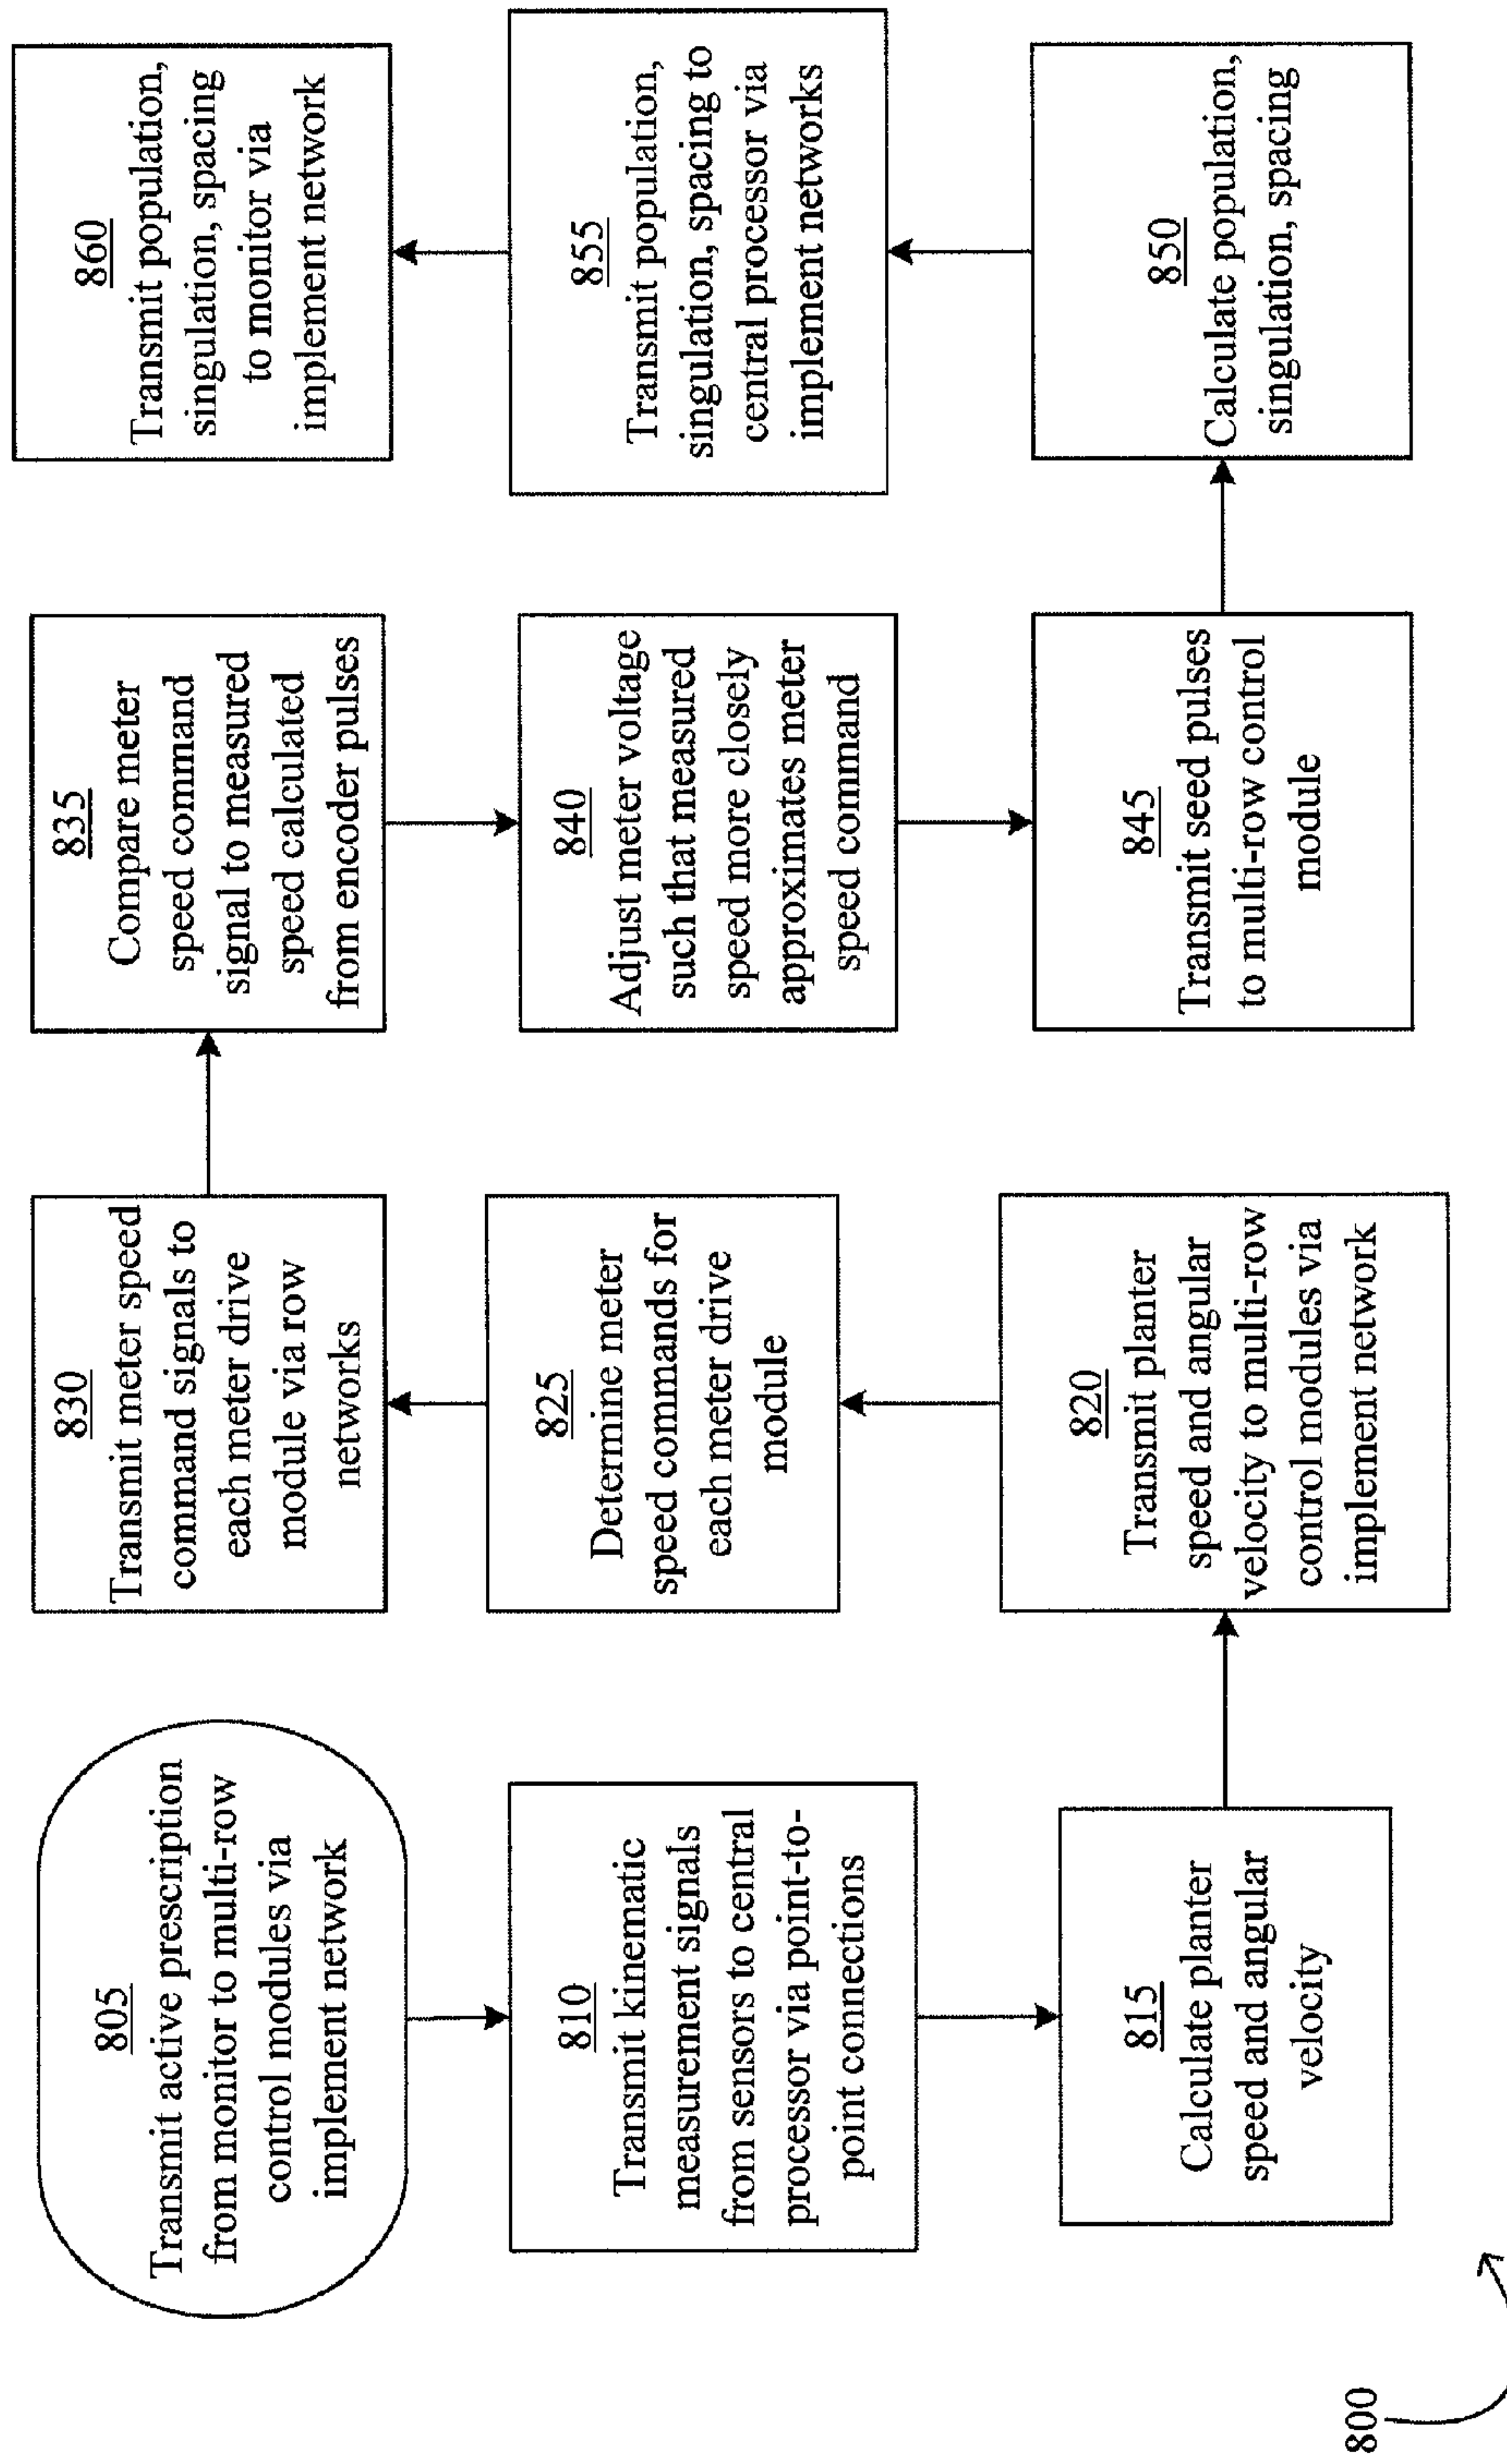 805
Transmit active prescription
from monitor to multi-row
control modules via
implement network
810
Transmit kinematic
measurement signals
from sensors to central
processor via point-to-
point connections
815
Calculate planter
speed and angular
velocity
820
Transmit planter
speed and angular
velocity to multi-row
control modules via
implement network
825
Determine meter
speed commands for
each meter drive
module
830
Transmit meter speed
command signals to
each meter drive
module via row
networks
835
Compare meter
speed command
signal to measured
speed calculated
from encoder pulses
840
Adjust meter voltage
such that measured
speed more closely
approximates meter
speed command
845
Transmit seed pulses
to multi-row control
module
850
Calculate population,
singulation, spacing
855
Transmit population,
singulation, spacing to
central processor via
implement networks
860
Transmit population,
singulation, spacing
to monitor via
implement network
800